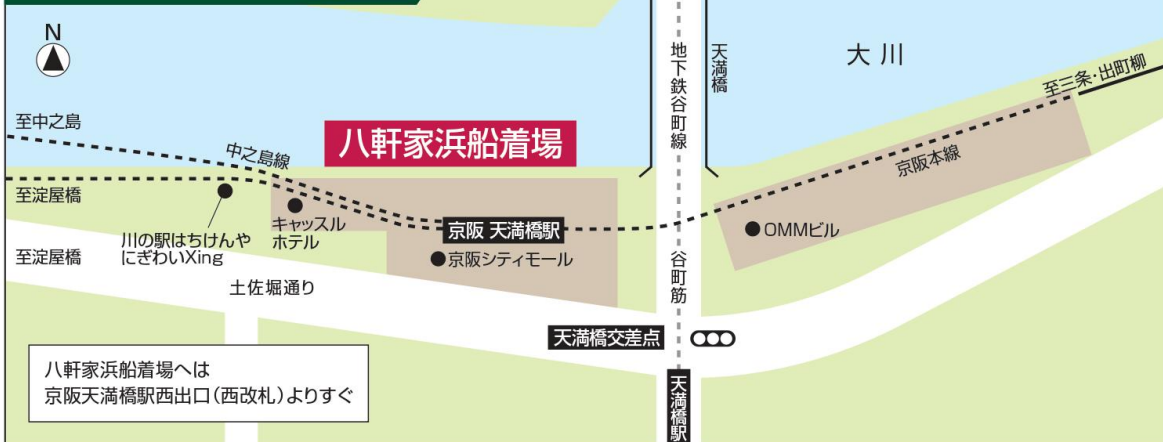 N
地下鉄谷町線
天満橋
大川
至三条・出町柳
至中之島
中之島線
八軒家浜船着場
京阪本線
至淀屋橋
川の駅はちけんや
にぎわいXing
キャッスル
ホテル
京阪 天満橋駅
OMMビル
京阪シティモール
至淀屋橋
土佐堀通り
谷町筋
天満橋交差点
天満橋駅
八軒家浜船着場へは
京阪天満橋駅西出口(西改札)よりすぐ